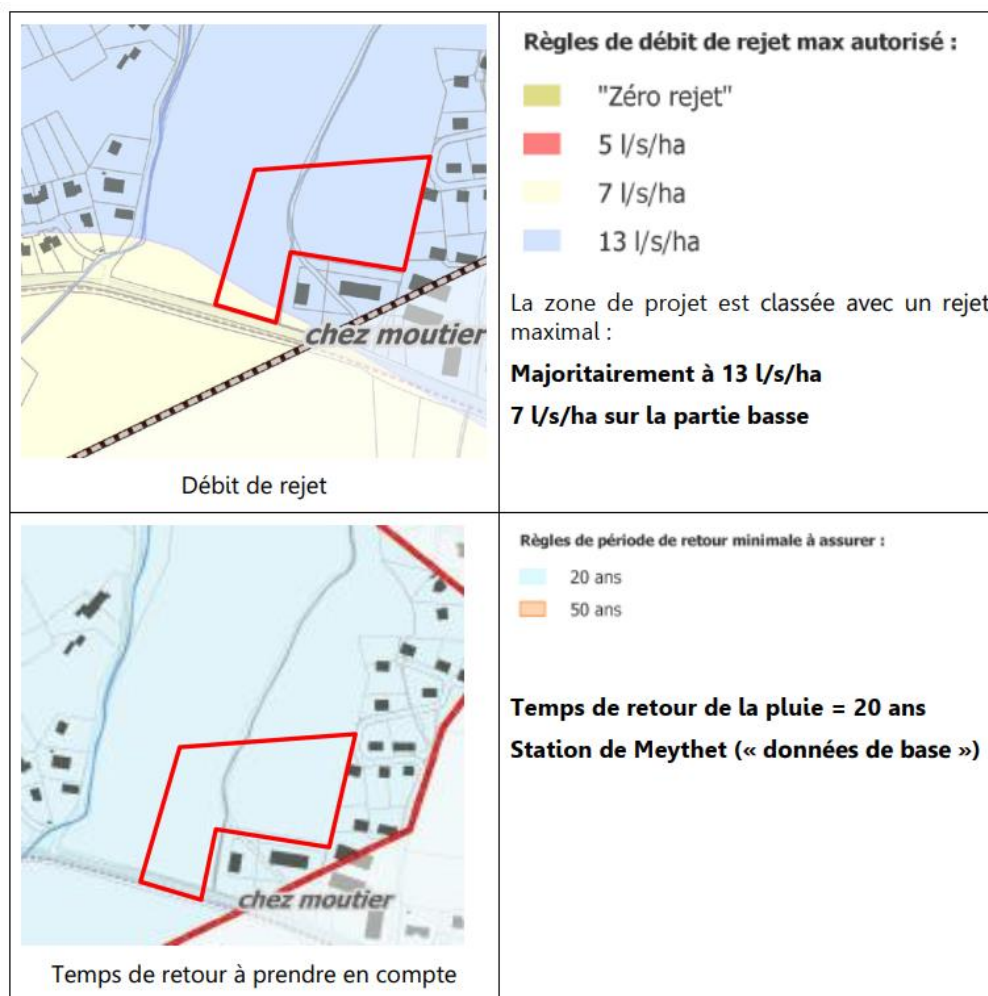 chez moutier
Débit de rejet
Règles de débit de rejet max autorisé :
"Zéro rejet"
5 l/s/ha
7 l/s/ha
13 l/s/ha
La zone de projet est classée avec un rejet
maximal :
Majoritairement à 13 l/s/ha
7 l/s/ha sur la partie basse
chez moutier
Temps de retour à prendre en compte
Règles de période de retour minimale à assurer :
20 ans
50 ans
Temps de retour de la pluie = 20 ans
Station de Meythet (« données de base »)